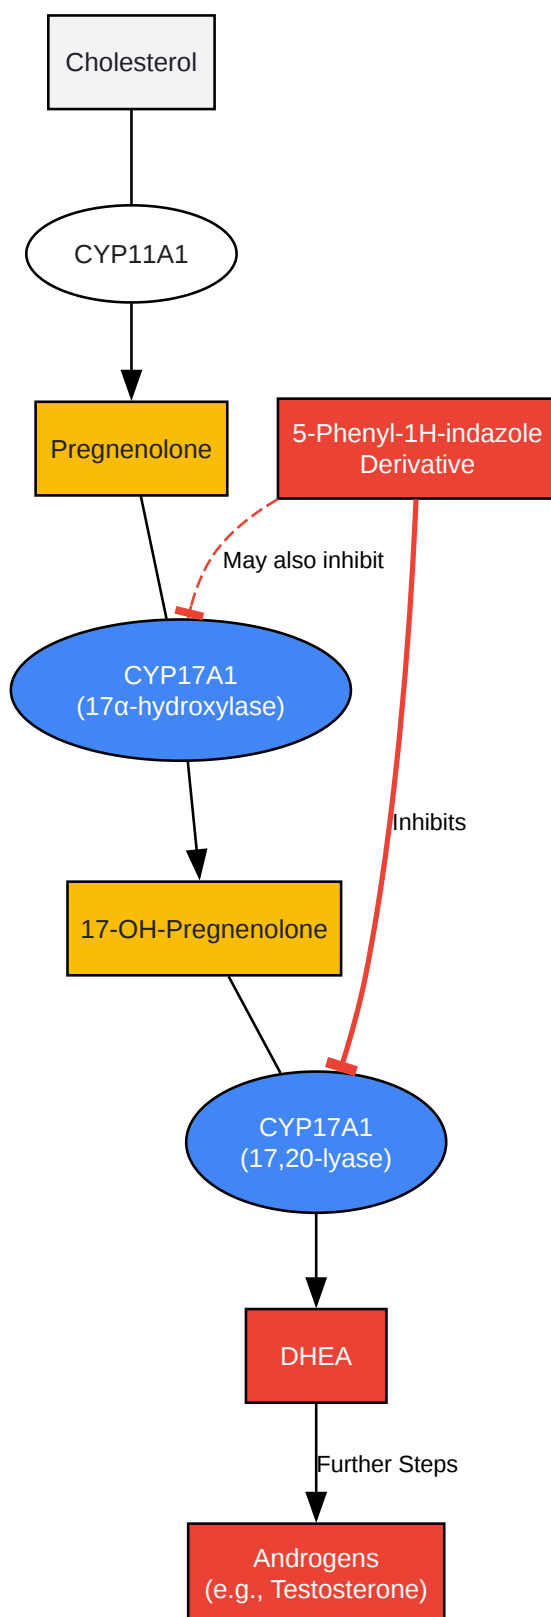 Cholesterol
CYP11A1
Pregnenolone
5-Phenyl-1H-indazole
Derivative
May also inhibit
CYP17A1
(17α-hydroxylase)
Inhibits
17-OH-Pregnenolone
CYP17A1
(17,20-lyase)
DHEA
Further Steps
Androgens
(e.g., Testosterone)